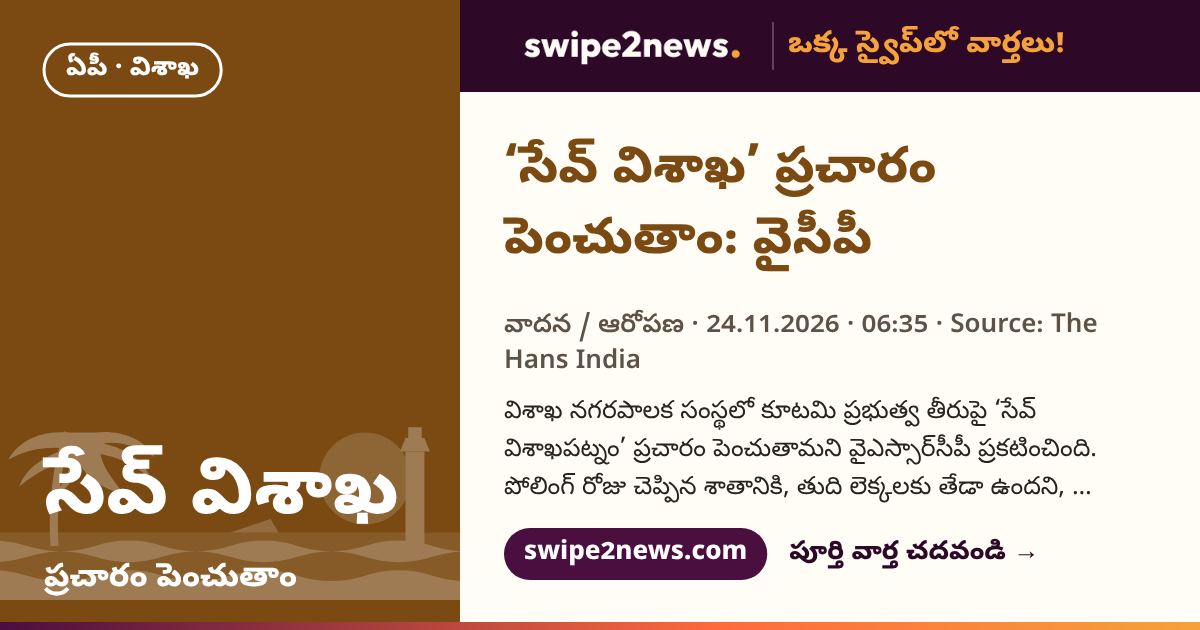 ఏపీ · విశాఖ
సేవ్ విశాఖ
ప్రచారం పెంచుతాం
swipe2news.
ఒక్క స్వైప్‌లో వార్తలు!
‘సేవ్ విశాఖ’ ప్రచారం
పెంచుతాం: వైసీపీ
వాదన / ఆరోపణ · 24.11.2026 · 06:35 · Source: The
Hans India
విశాఖ నగరపాలక సంస్థలో కూటమి ప్రభుత్వ తీరుపై ‘సేవ్
విశాఖపట్నం’ ప్రచారం పెంచుతామని వైఎస్సార్‌సీపీ ప్రకటించింది.
పోలింగ్ రోజు చెప్పిన శాతానికి, తుది లెక్కలకు తేడా ఉందని, ...
swipe2news.com
పూర్తి వార్త చదవండి →